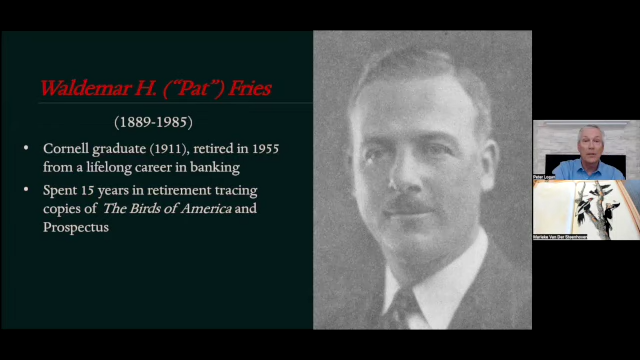 Waldemar H. ("Pat") Fries
(1889-1985)
• Cornell graduate (1911), retired in 1955
from a lifelong career in banking
• Spent 15 years in retirement tracing
copies of The Birds of America and
Prospectus
Peter Logan
Marieke Van Der Steenhoven